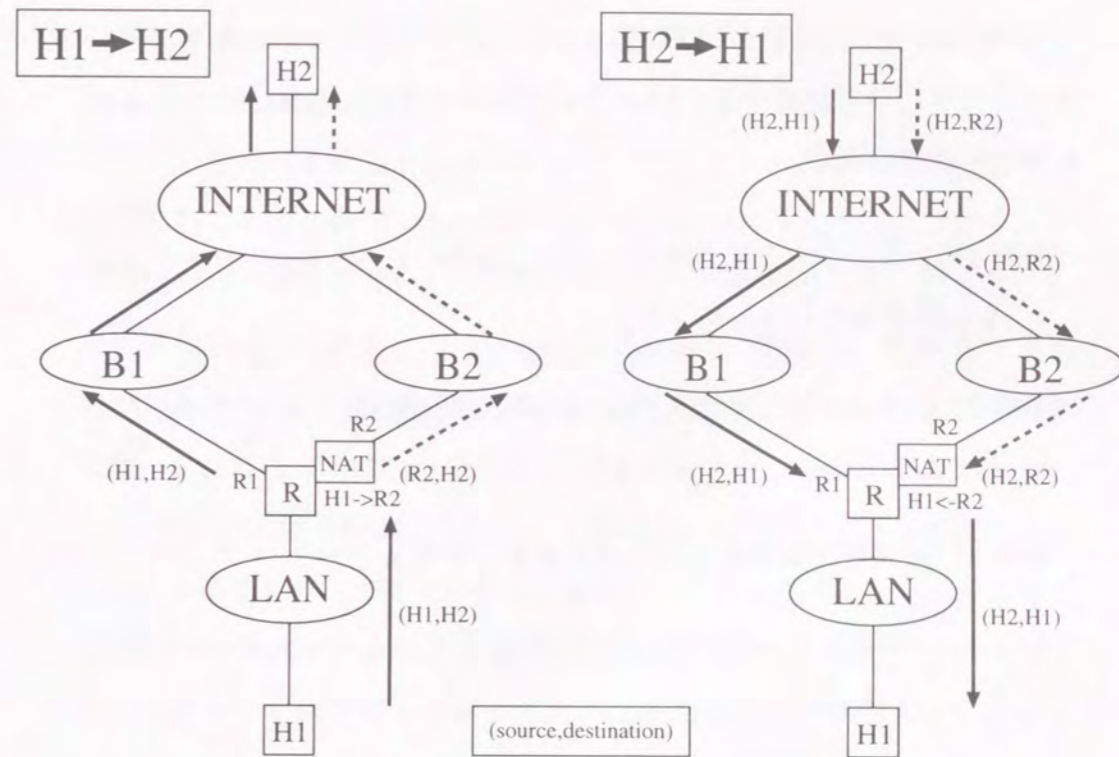 H1→H2
H2
INTERNET
B1
B2
R2
NAT
(H1,H2)
R1
R
(R2,H2)
H1->R2
LAN
(H1,H2)
H1
H2→H1
H2
(H2,H1)
(H2,R2)
INTERNET
(H2,H1)
(H2,R2)
B1
B2
R2
NAT
(H2,H1)
R1
R
(H2,R2)
H1<-R2
LAN
(H2,H1)
H1
(source,destination)